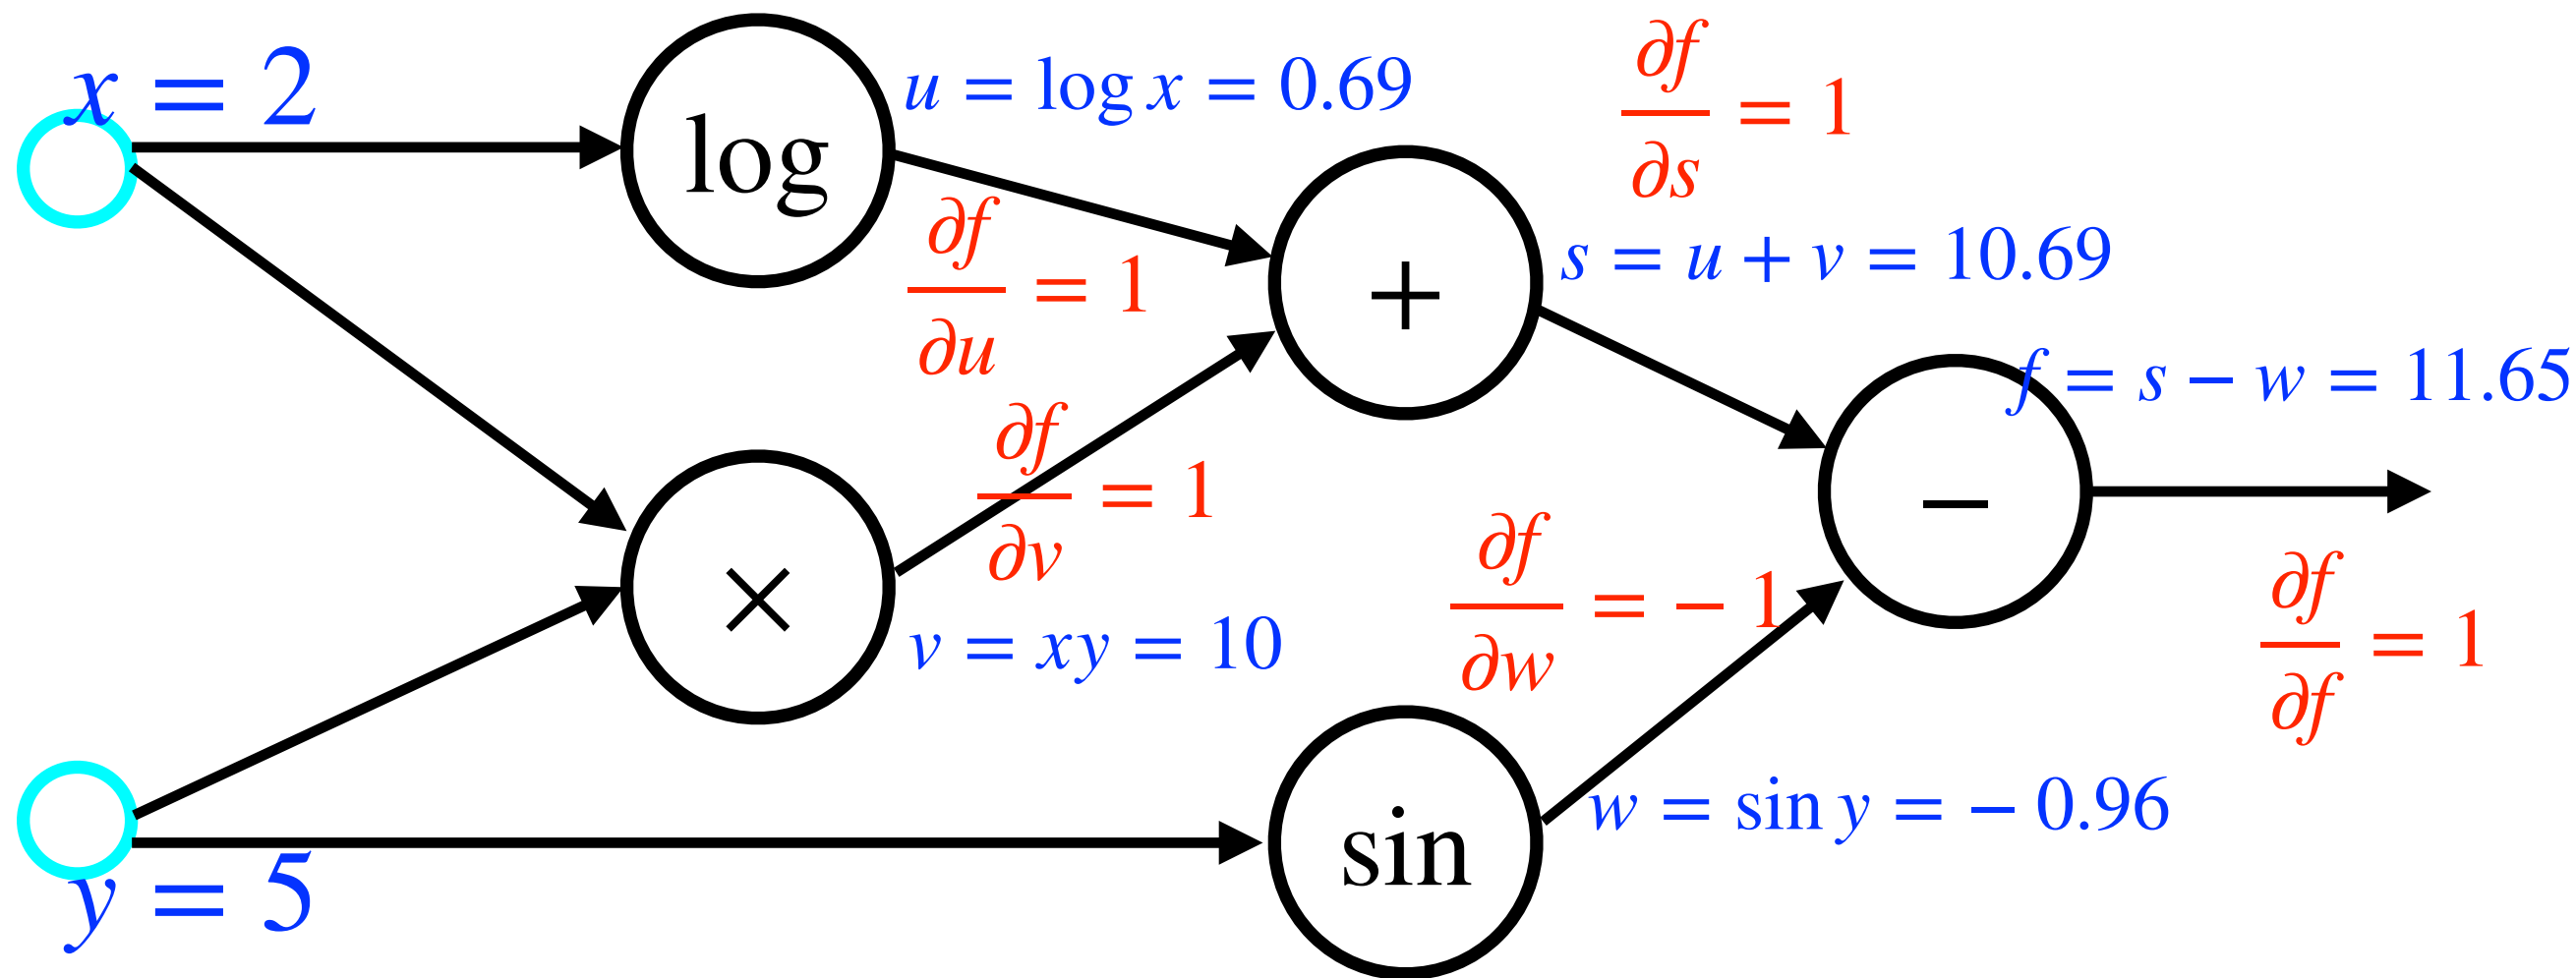 x = 2
log
u = log x = 0.69
∂f/∂s = 1
∂f/∂u = 1
+
s = u + v = 10.69
f = s − w = 11.65
∂f/∂v = 1
×
v = xy = 10
−
∂f/∂w = − 1
∂f/∂f = 1
y = 5
sin
w = sin y = − 0.96